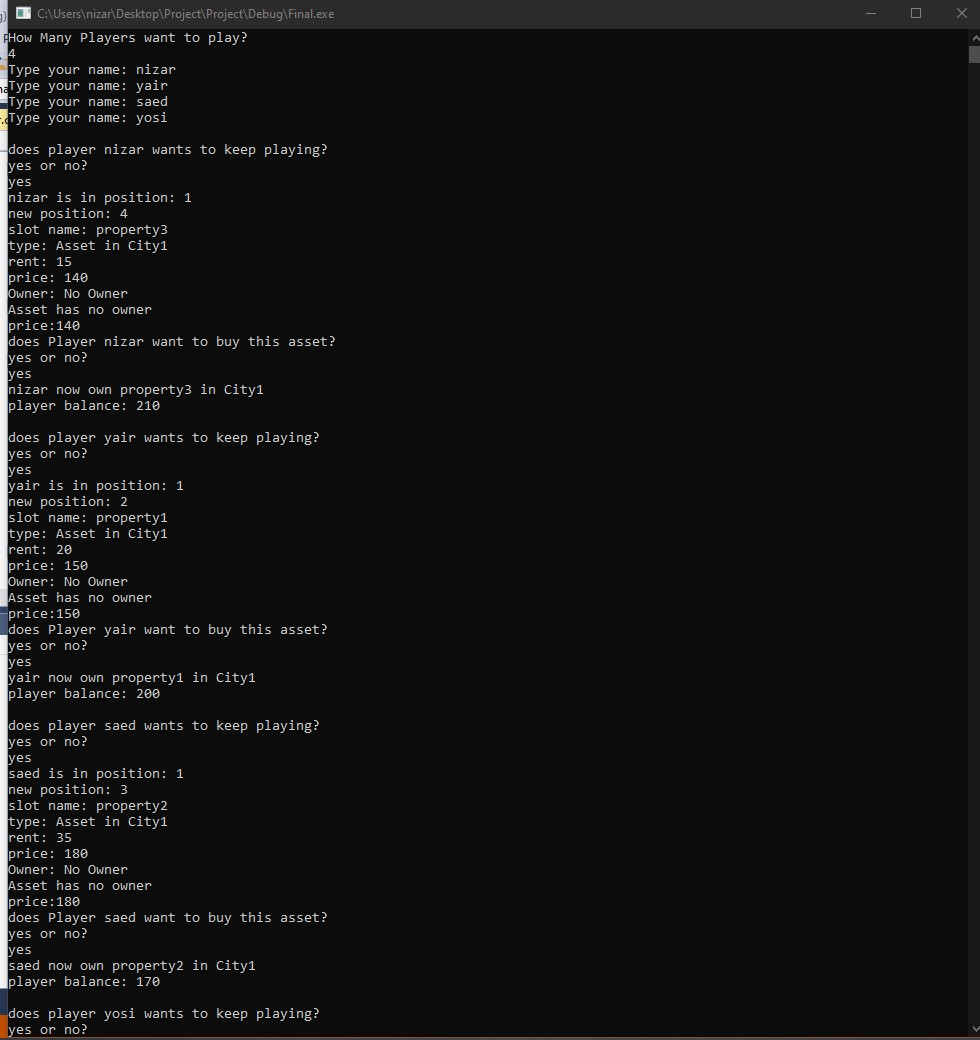 C:\Users\nizar\Desktop\Project\Project\Debug\Final.exe
How Many Players want to play?
4
Type your name: nizar
Type your name: yair
Type your name: saed
Type your name: yosi
does player nizar wants to keep playing?
yes or no?
yes
nizar is in position: 1
new position: 4
slot name: property3
type: Asset in City1
rent: 15
price: 140
Owner: No Owner
Asset has no owner
price:140
does Player nizar want to buy this asset?
yes or no?
yes
nizar now own property3 in City1
player balance: 210
does player yair wants to keep playing?
yes or no?
yes
yair is in position: 1
new position: 2
slot name: property1
type: Asset in City1
rent: 20
price: 150
Owner: No Owner
Asset has no owner
price:150
does Player yair want to buy this asset?
yes or no?
yes
yair now own property1 in City1
player balance: 200
does player saed wants to keep playing?
yes or no?
yes
saed is in position: 1
new position: 3
slot name: property2
type: Asset in City1
rent: 35
price: 180
Owner: No Owner
Asset has no owner
price:180
does Player saed want to buy this asset?
yes or no?
yes
saed now own property2 in City1
player balance: 170
does player yosi wants to keep playing?
yes or no?